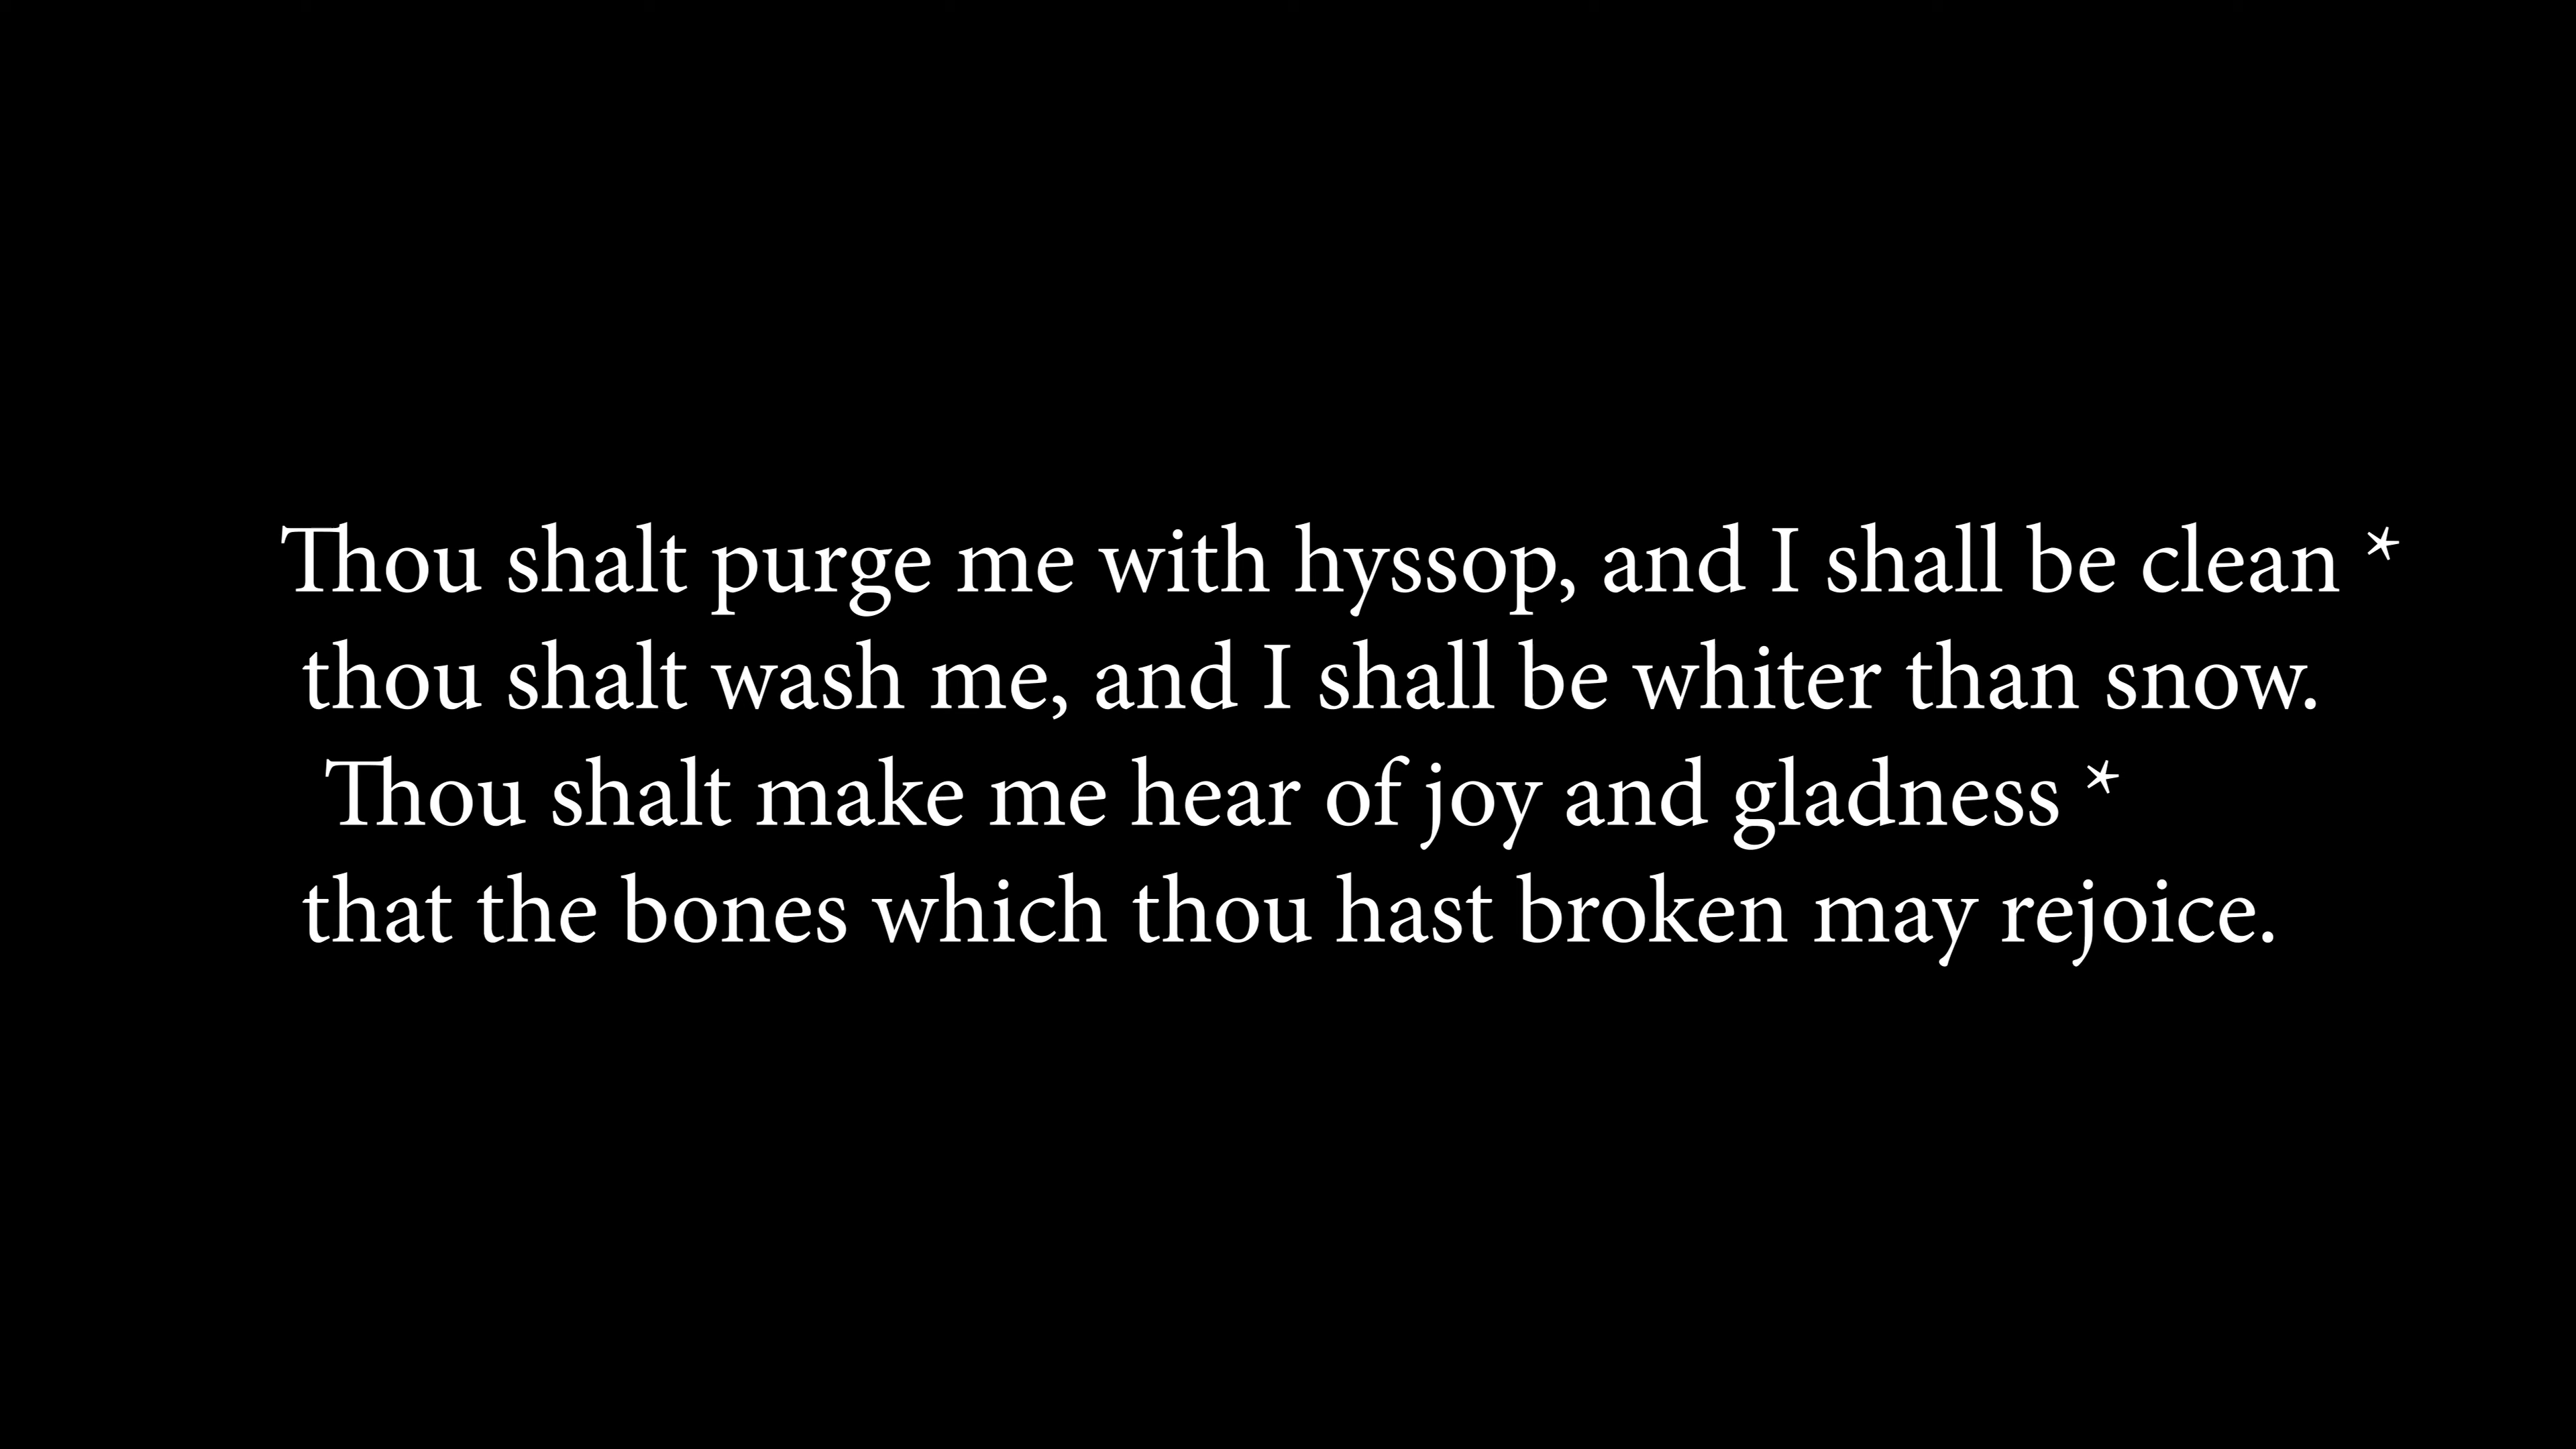 Thou shalt purge me with hyssop, and I shall be clean *
thou shalt wash me, and I shall be whiter than snow.
Thou shalt make me hear of joy and gladness *
that the bones which thou hast broken may rejoice.